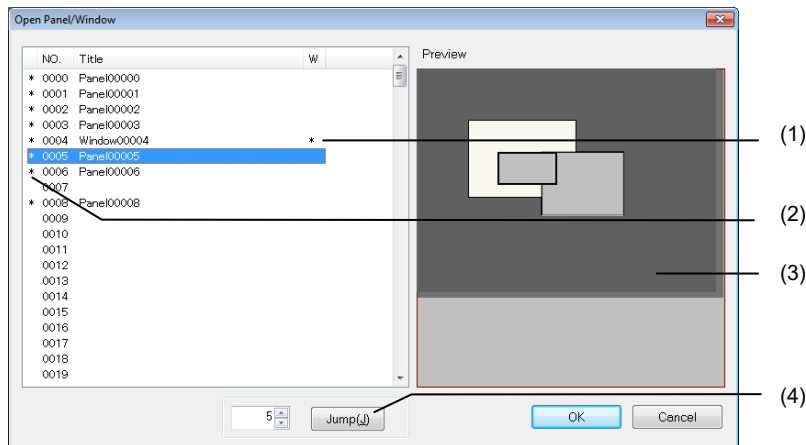 Open Panel/Window
NO. Title W
* 0000 Panel00000
* 0001 Panel00001
* 0002 Panel00002
* 0003 Panel00003
* 0004 Window00004 *
* 0005 Panel00005
* 0006 Panel00006
0007
* 0008 Panel00008
0009
0010
0011
0012
0013
0014
0015
0016
0017
0018
0019
5 Jump(J)
Preview
OK Cancel
(1)
(2)
(3)
(4)